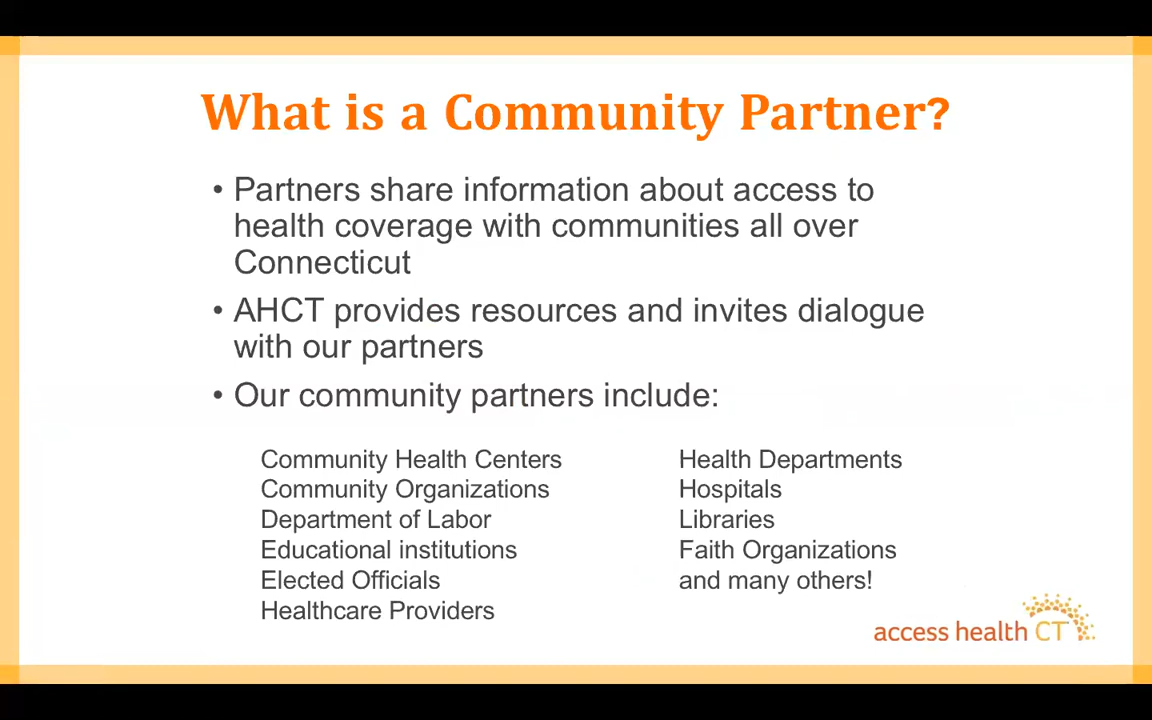 What is a Community Partner?
• Partners share information about access to
health coverage with communities all over
Connecticut
• AHCT provides resources and invites dialogue
with our partners
• Our community partners include:
Community Health Centers
Community Organizations
Department of Labor
Educational institutions
Elected Officials
Healthcare Providers
Health Departments
Hospitals
Libraries
Faith Organizations
and many others!
access health CT